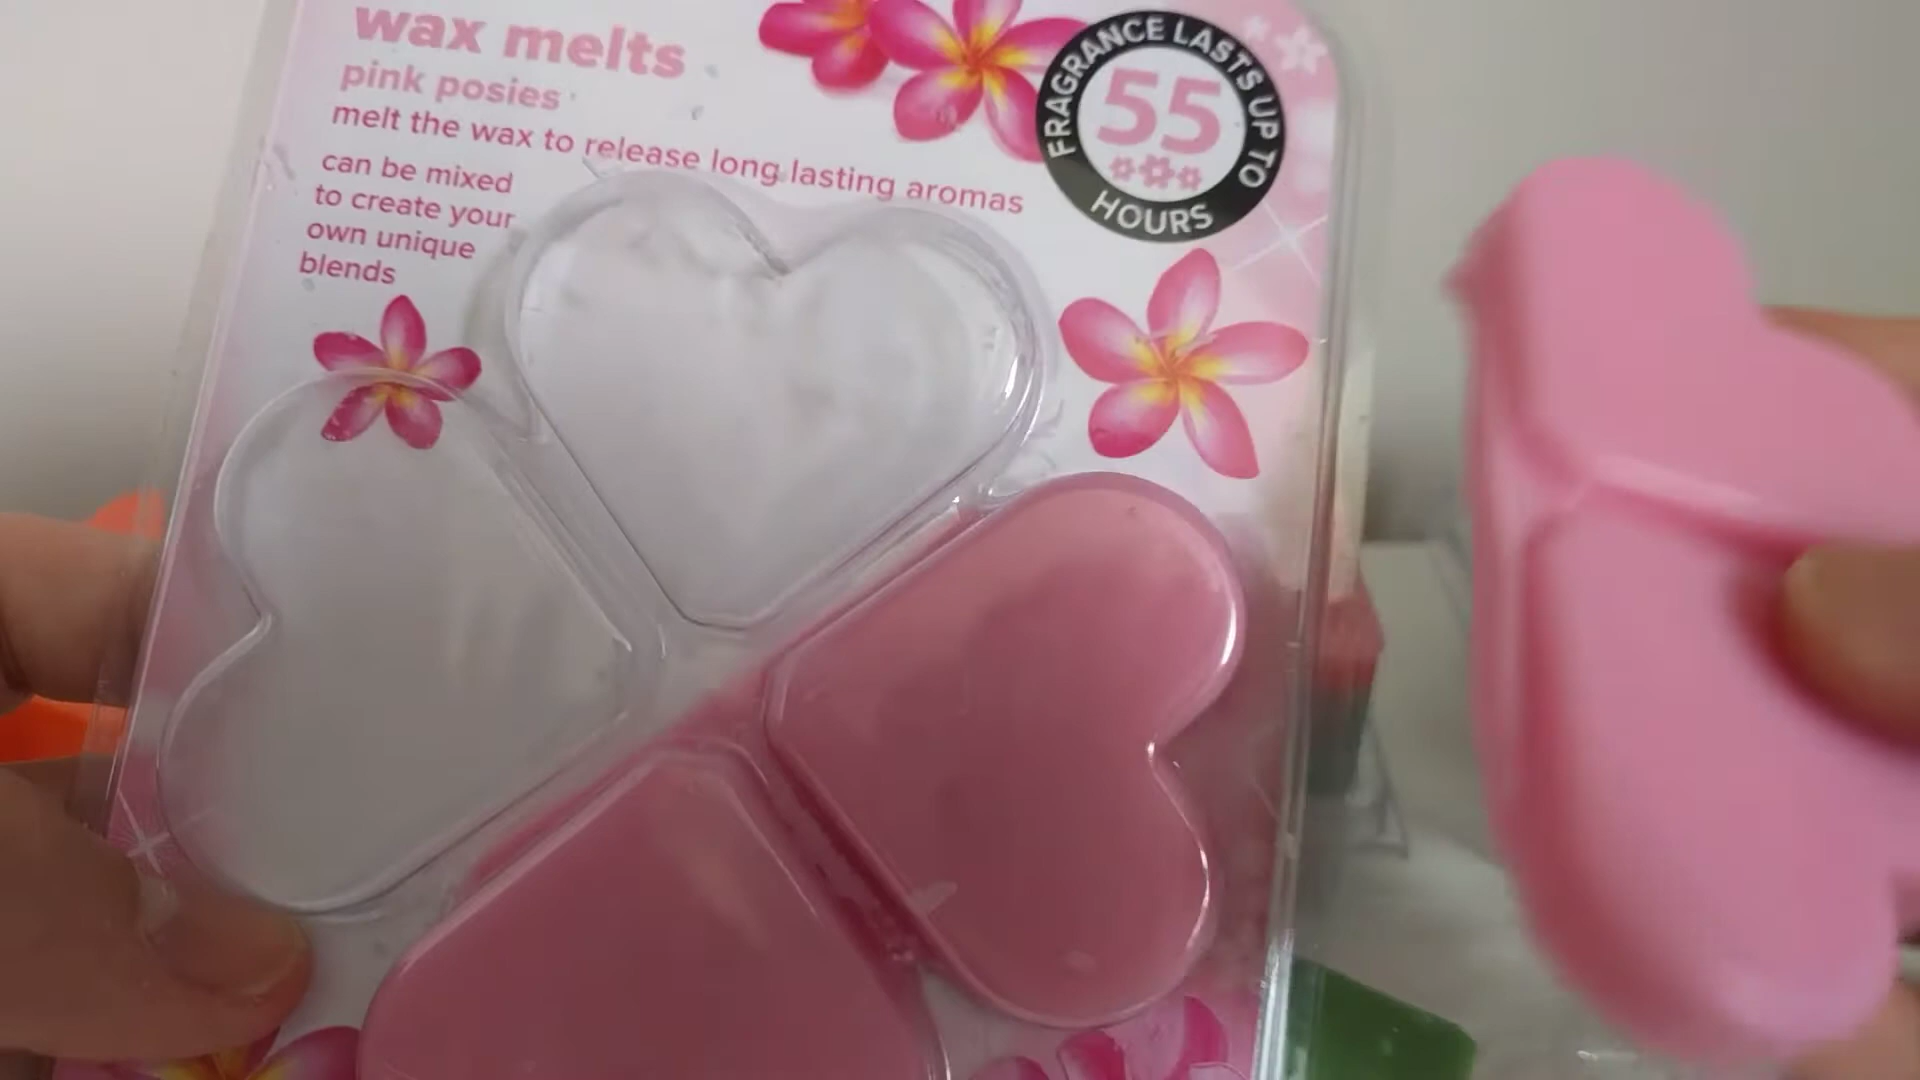 wax melts
pink posies
melt the wax to release long lasting aromas
can be mixed
to create your
own unique
blends
FRAGRANCE LASTS UP TO
55
HOURS